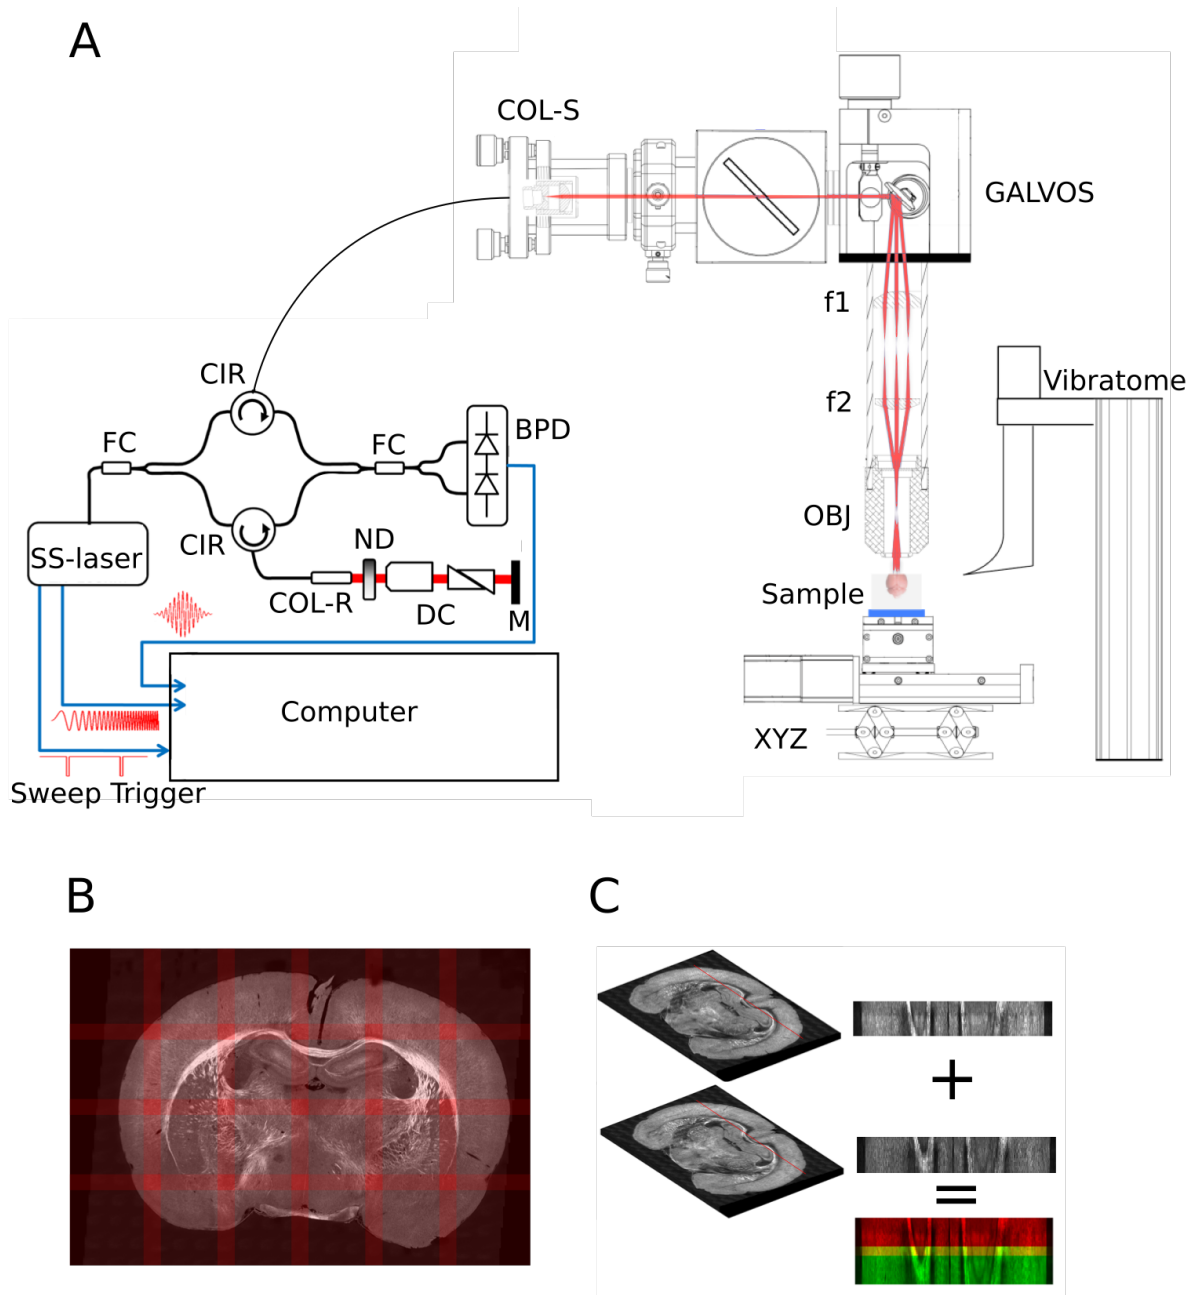 A
COL-S
GALVOS
f1
CIR
Vibratome
f2
FC
FC
BPD
OBJ
CIR
ND
SS-laser
Sample
COL-R
DC
M
Computer
XYZ
Sweep Trigger
B
C
+
=